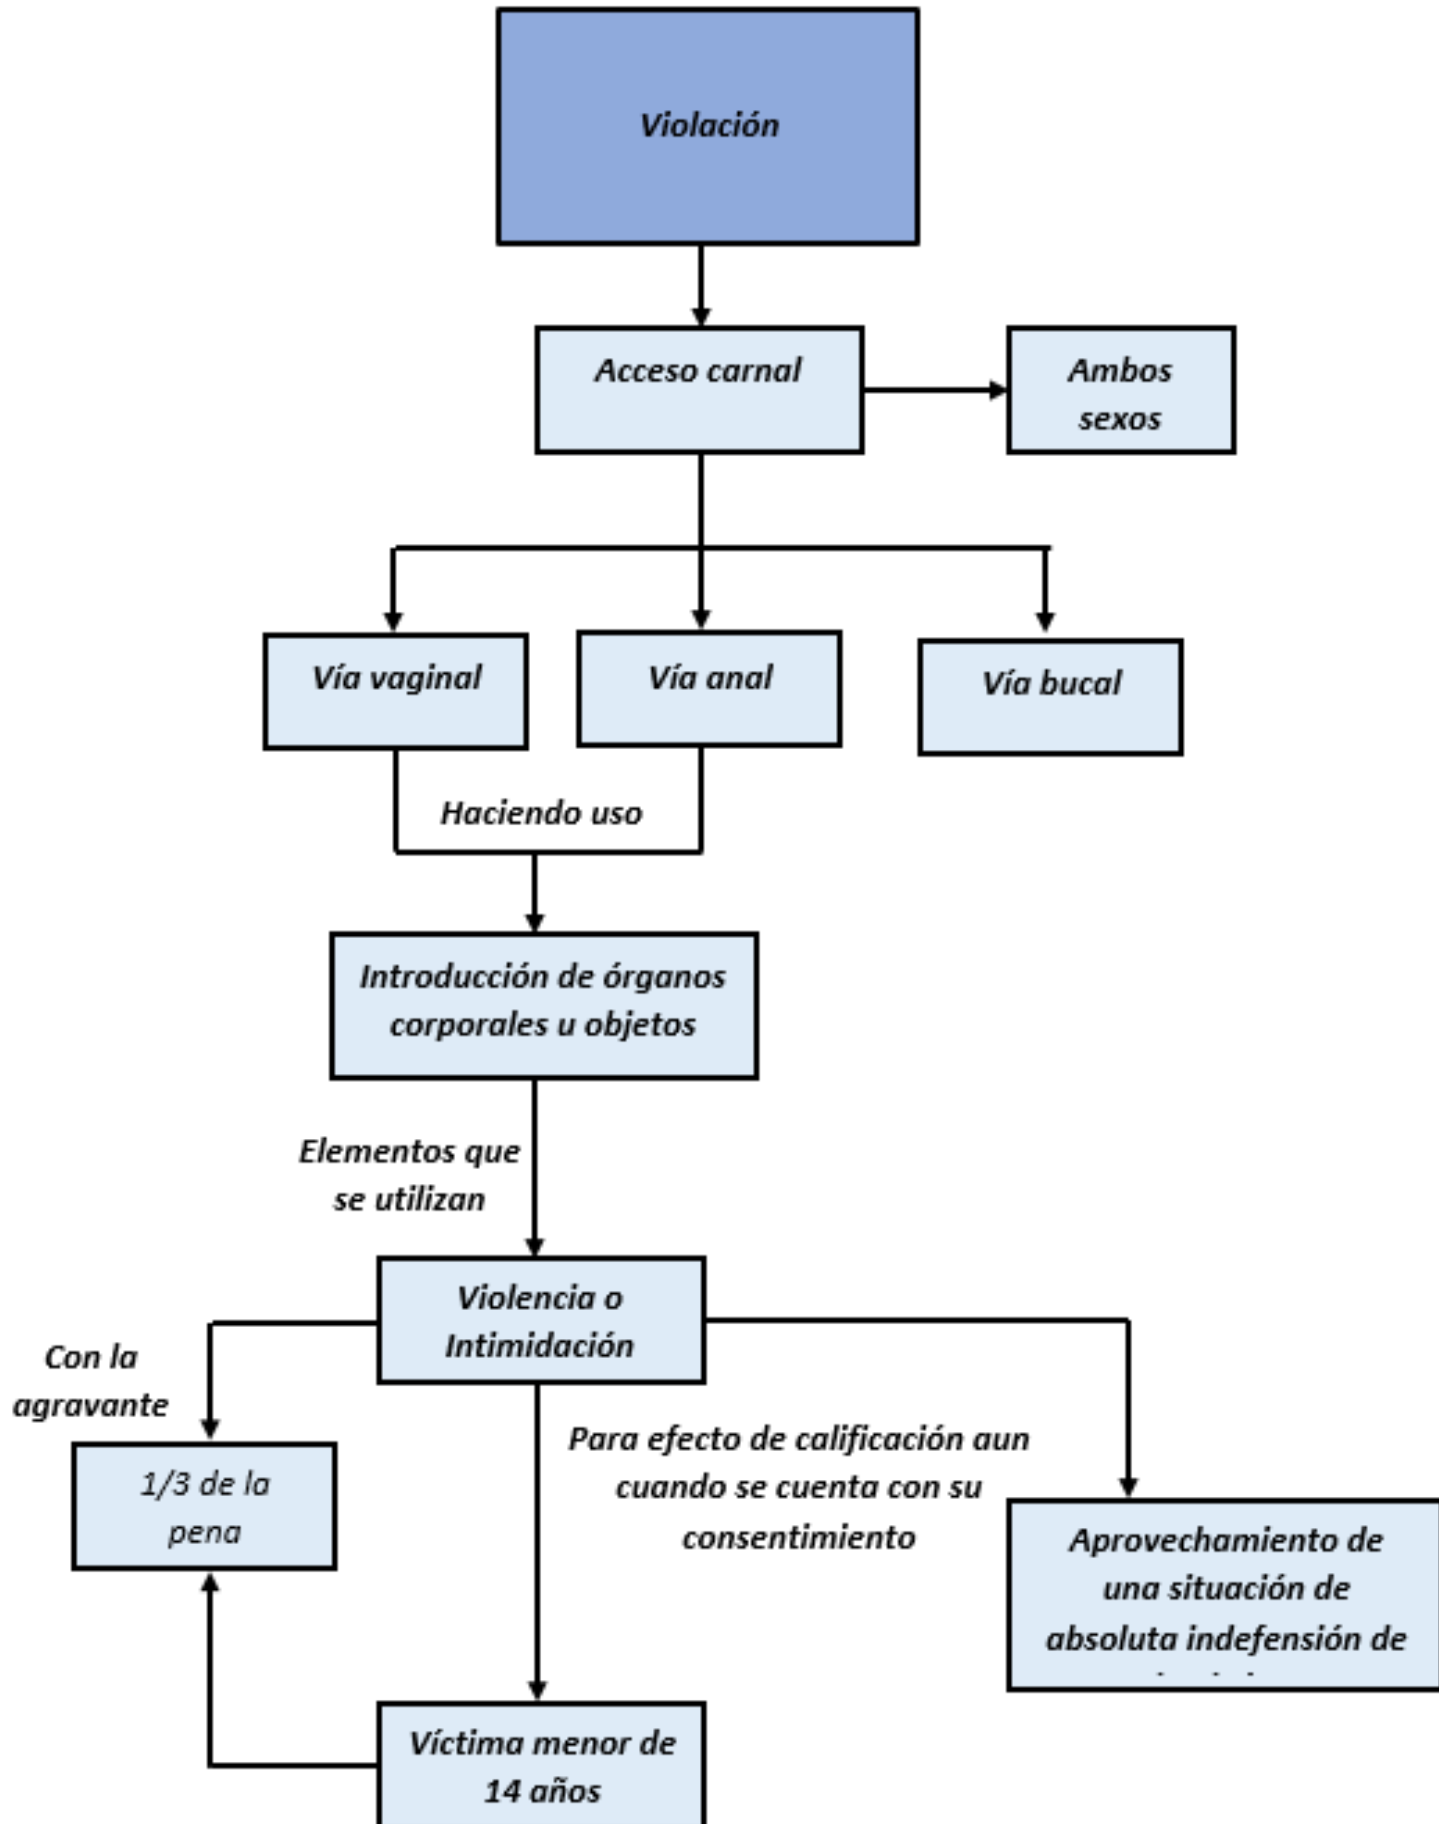 Violación
Acceso carnal
Ambos
sexos
Vía vaginal
Vía anal
Vía bucal
Haciendo uso
Introducción de órganos
corporales u objetos
Elementos que
se utilizan
Violencia o
Intimidación
Con la
agravante
1/3 de la
pena
Para efecto de calificación aun
cuando se cuenta con su
consentimiento
Aprovechamiento de
una situación de
absoluta indefensión de
Víctima menor de
14 años